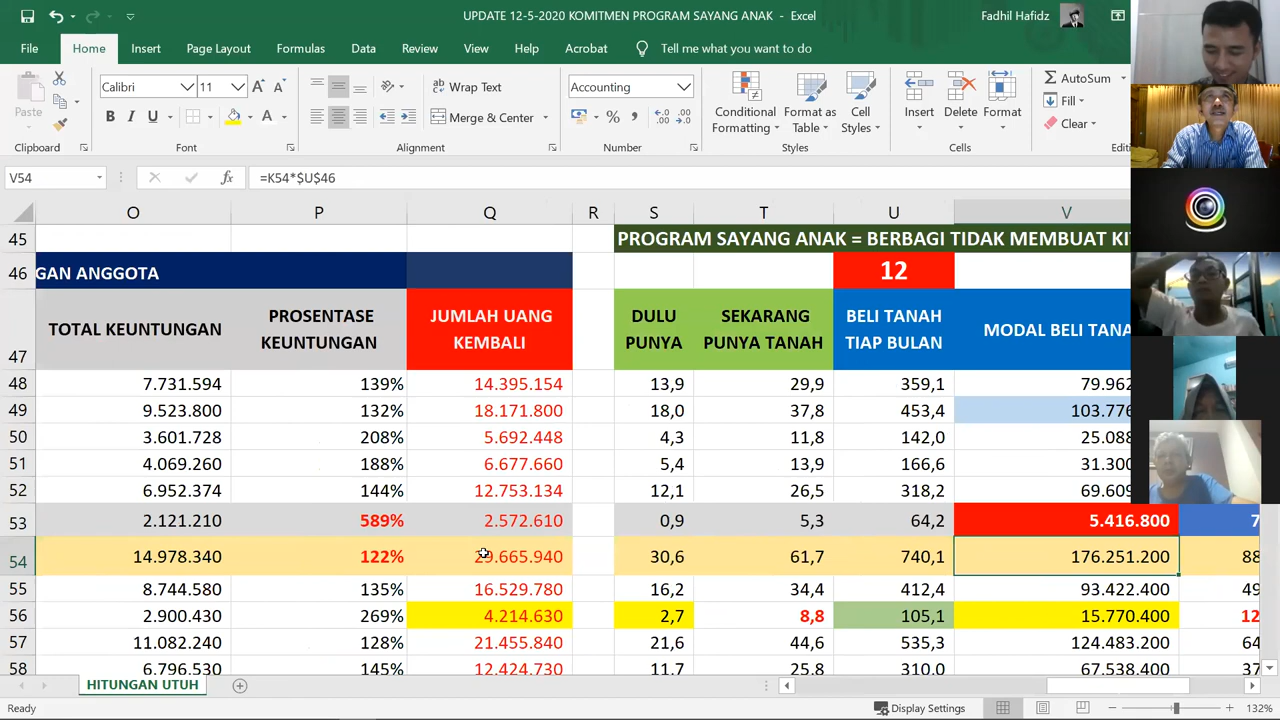 UPDATE 12-5-2020 KOMITMEN PROGRAM SAYANG ANAK - Excel
Fadhil Hafidz
File Home Insert Page Layout Formulas Data Review View Help Acrobat Tell me what you want to do
Paste
Calibri 11
B I U
Wrap Text
Merge & Center
Accounting
Conditional
Formatting
Format as
Table
Cell
Styles
Insert Delete Format
AutoSum
Fill
Clear
Clipboard Font Alignment Number Styles Cells
V54 fx =K54*$U$46
O P Q R S T U V
45 PROGRAM SAYANG ANAK = BERBAGI TIDAK MEMBUAT
46 GAN ANGGOTA 12
47 TOTAL KEUNTUNGAN PROSENTASE KEUNTUNGAN JUMLAH UANG KEMBALI DULU PUNYA SEKARANG PUNYA TANAH BELI TANAH TIAP BULAN MODAL BELI TANA
48 7.731.594 139% 14.395.154 13,9 29,9 359,1 79.962
49 9.523.800 132% 18.171.800 18,0 37,8 453,4 103.776
50 3.601.728 208% 5.692.448 4,3 11,8 142,0 25.088
51 4.069.260 188% 6.677.660 5,4 13,9 166,6 31.300
52 6.952.374 144% 12.753.134 12,1 26,5 318,2 69.609
53 2.121.210 589% 2.572.610 0,9 5,3 64,2 5.416.800 7
54 14.978.340 122% 29.665.940 30,6 61,7 740,1 176.251.200 88
55 8.744.580 135% 16.529.780 16,2 34,4 412,4 93.422.400 49
56 2.900.430 269% 4.214.630 2,7 8,8 105,1 15.770.400 12
57 11.082.240 128% 21.455.840 21,6 44,6 535,3 124.483.200 60
58 6.796.530 145% 12.424.730 11,7 25,8 310,0 67.538.400 37
HITUNGAN UTUH
Ready Display Settings 132%